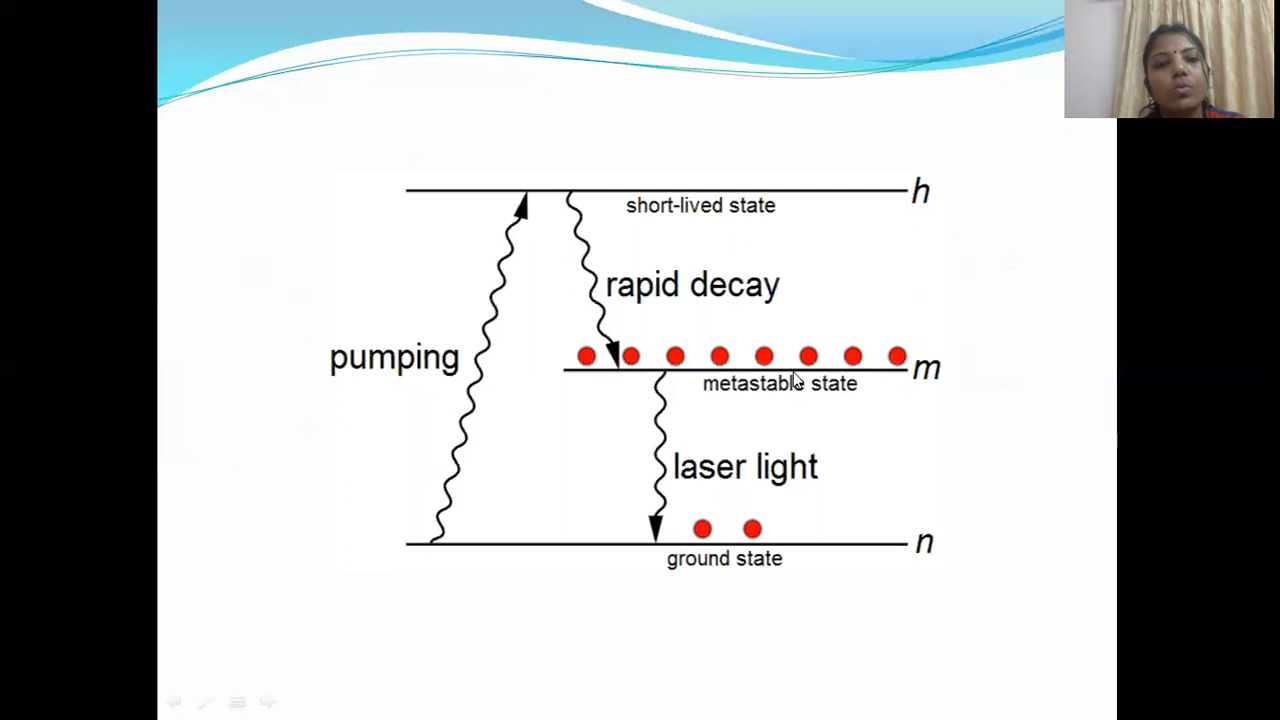 h
short-lived state
rapid decay
pumping
m
metastable state
laser light
n
ground state